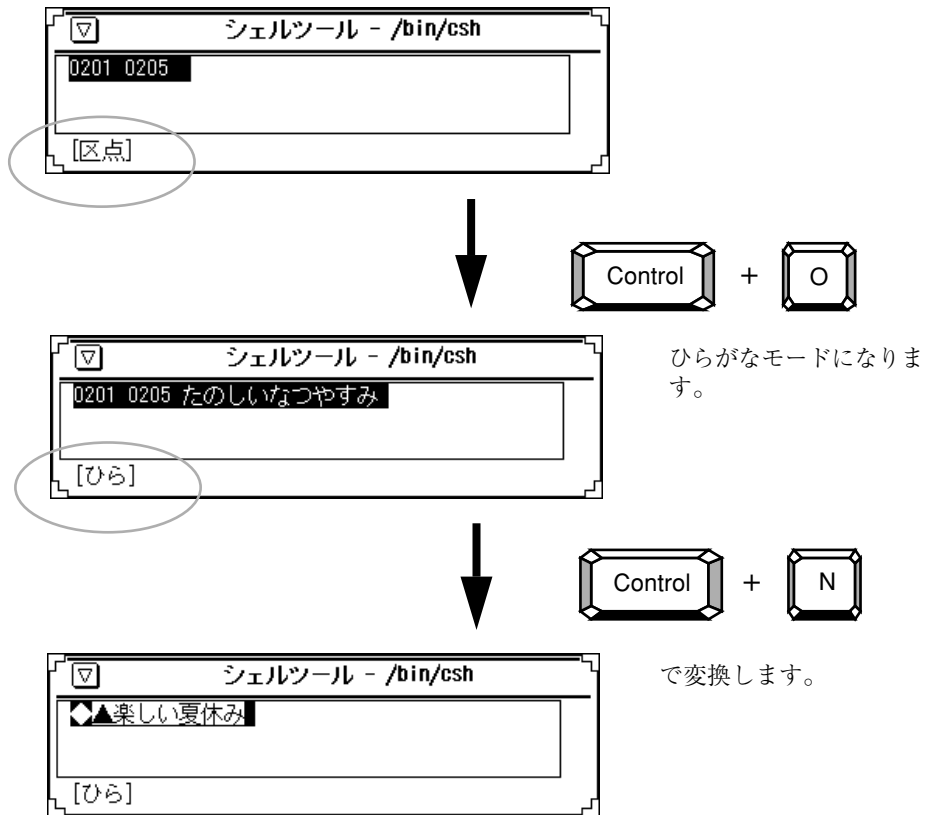 シェルツール - /bin/csh
0201 0205
[区点]
Control + O
シェルツール - /bin/csh
ひらがなモードになりま
す。
0201 0205 たのしいなつやすみ
[ひら]
Control + N
シェルツール - /bin/csh
で変換します。
◆▲楽しい夏休み
[ひら]